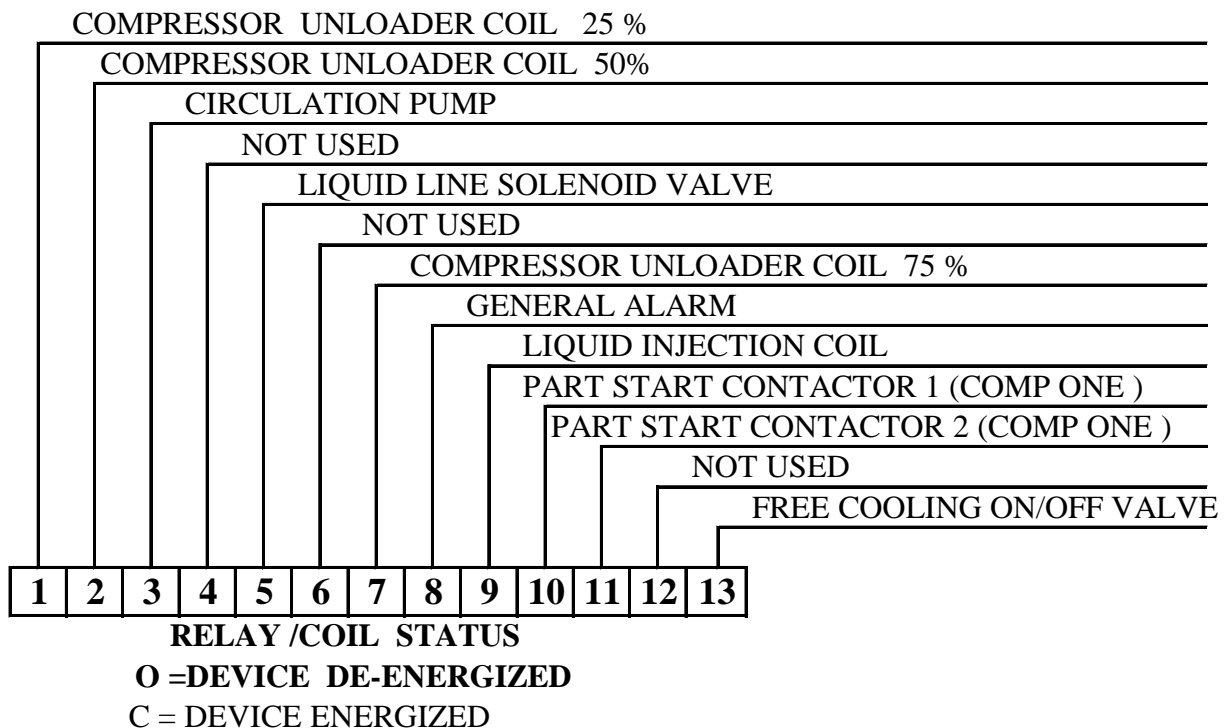 COMPRESSOR UNLOADER COIL 25 %
COMPRESSOR UNLOADER COIL 50%
CIRCULATION PUMP
NOT USED
LIQUID LINE SOLENOID VALVE
NOT USED
COMPRESSOR UNLOADER COIL 75 %
GENERAL ALARM
LIQUID INJECTION COIL
PART START CONTACTOR 1 (COMP ONE )
PART START CONTACTOR 2 (COMP ONE )
NOT USED
FREE COOLING ON/OFF VALVE
1 2 3 4 5 6 7 8 9 10 11 12 13
RELAY /COIL STATUS
O =DEVICE DE-ENERGIZED
C = DEVICE ENERGIZED